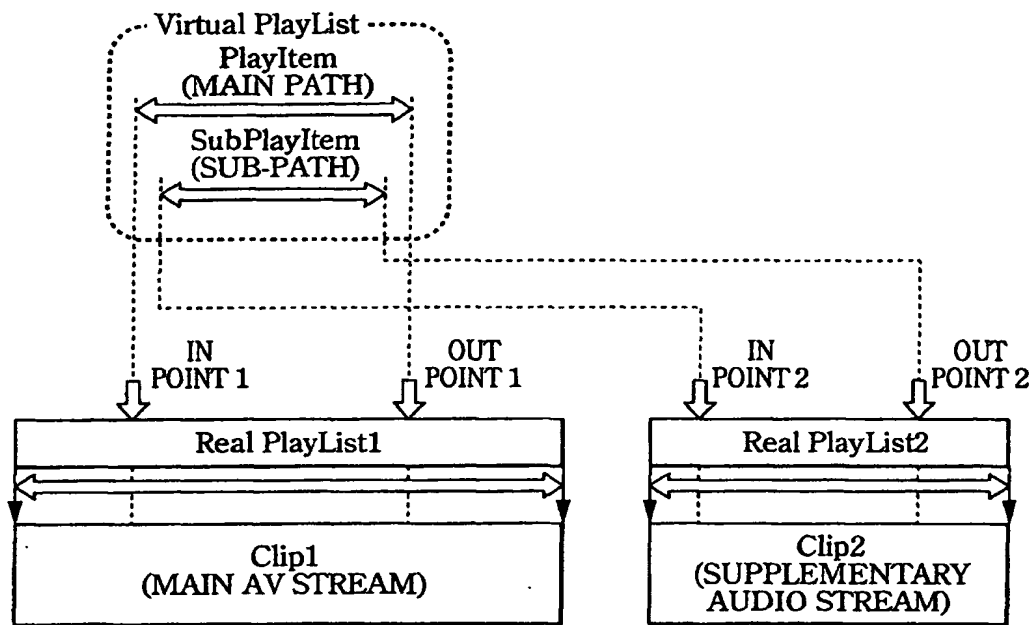 Virtual PlayList
PlayItem
(MAIN PATH)
SubPlayItem
(SUB-PATH)
IN
POINT 1
OUT
POINT 1
IN
POINT 2
OUT
POINT 2
Real PlayList1
Real PlayList2
Clip1
(MAIN AV STREAM)
Clip2
(SUPPLEMENTARY
AUDIO STREAM)